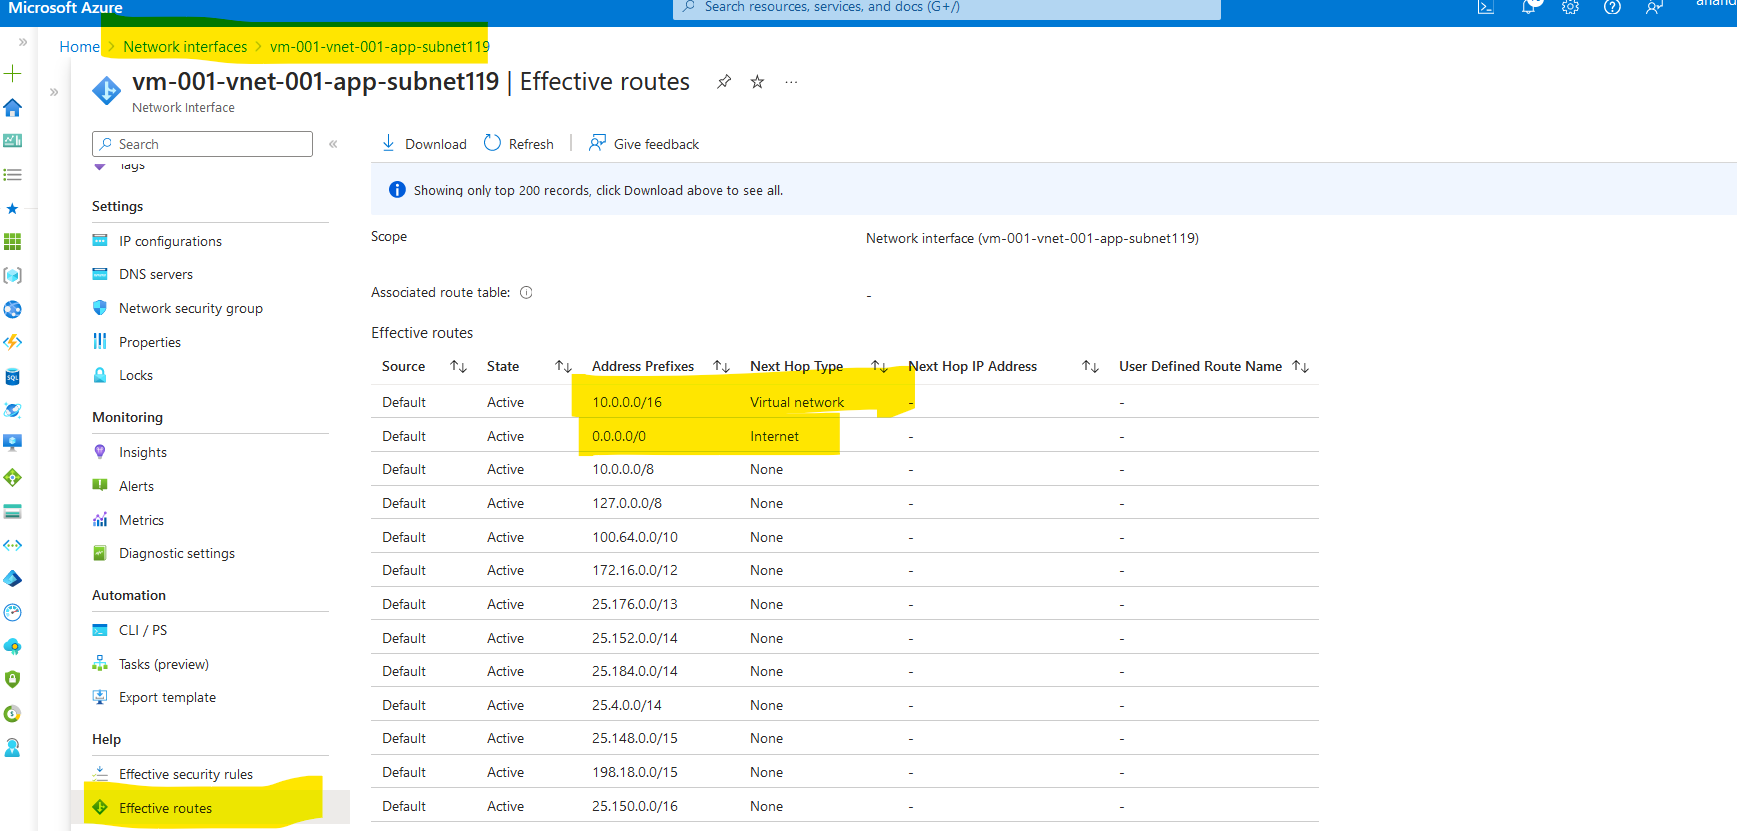 Microsoft Azure
Search resources, services, and docs (G+/)
Home > Network interfaces > vm-001-vnet-001-app-subnet119
vm-001-vnet-001-app-subnet119 | Effective routes
Network Interface
Search
Tags
Settings
IP configurations
DNS servers
Network security group
Properties
Locks
Monitoring
Insights
Alerts
Metrics
Diagnostic settings
Automation
CLI / PS
Tasks (preview)
Export template
Help
Effective security rules
Effective routes
Download Refresh Give feedback
Showing only top 200 records, click Download above to see all.
Scope Network interface (vm-001-vnet-001-app-subnet119)
Associated route table: -
Effective routes
Source State Address Prefixes Next Hop Type Next Hop IP Address User Defined Route Name
Default Active 10.0.0.0/16 Virtual network - -
Default Active 0.0.0.0/0 Internet - -
Default Active 10.0.0.0/8 None - -
Default Active 127.0.0.0/8 None - -
Default Active 100.64.0.0/10 None - -
Default Active 172.16.0.0/12 None - -
Default Active 25.176.0.0/13 None - -
Default Active 25.152.0.0/14 None - -
Default Active 25.184.0.0/14 None - -
Default Active 25.4.0.0/14 None - -
Default Active 25.148.0.0/15 None - -
Default Active 198.18.0.0/15 None - -
Default Active 25.150.0.0/16 None - -